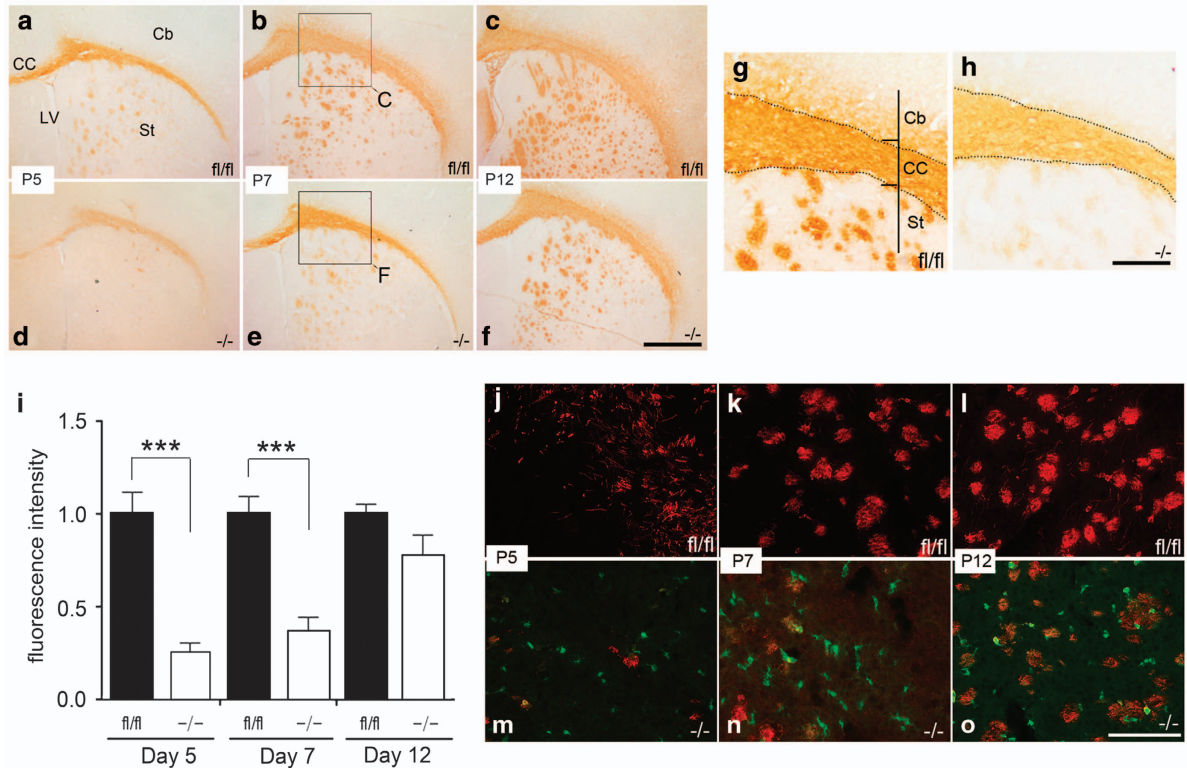 a
Cb
CC
LV
St
fl/fl
b
C
fl/fl
c
fl/fl
P5
P7
P12
d
-/-
F
e
-/-
f
-/-
g
Cb
CC
St
fl/fl
h
-/-
i
fluorescence intensity
1.5
1.0
0.5
0.0
***
***
fl/fl
-/-
fl/fl
-/-
fl/fl
-/-
Day 5
Day 7
Day 12
j
fl/fl
k
fl/fl
l
fl/fl
P5
P7
P12
m
-/-
n
-/-
o
-/-